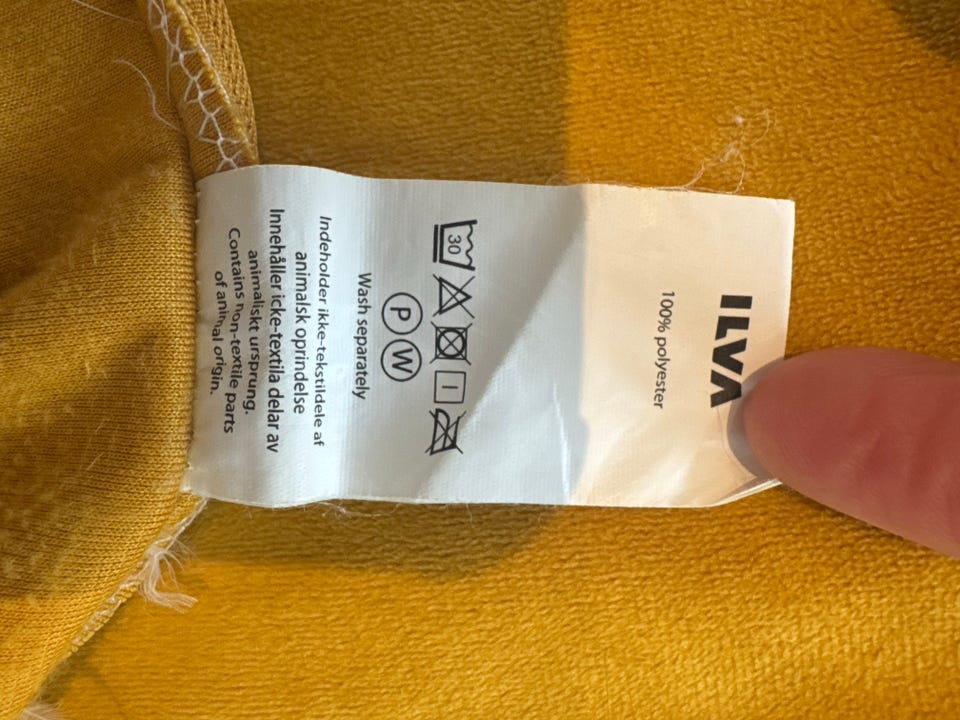 ILVA
100% polyester
30
P W
Wash separately
Indeholder ikke-tekstildele af
animalsk oprindelse
Innehåller icke-textila delar av
animaliskt ursprung.
Contains non-textile parts
of animal origin.